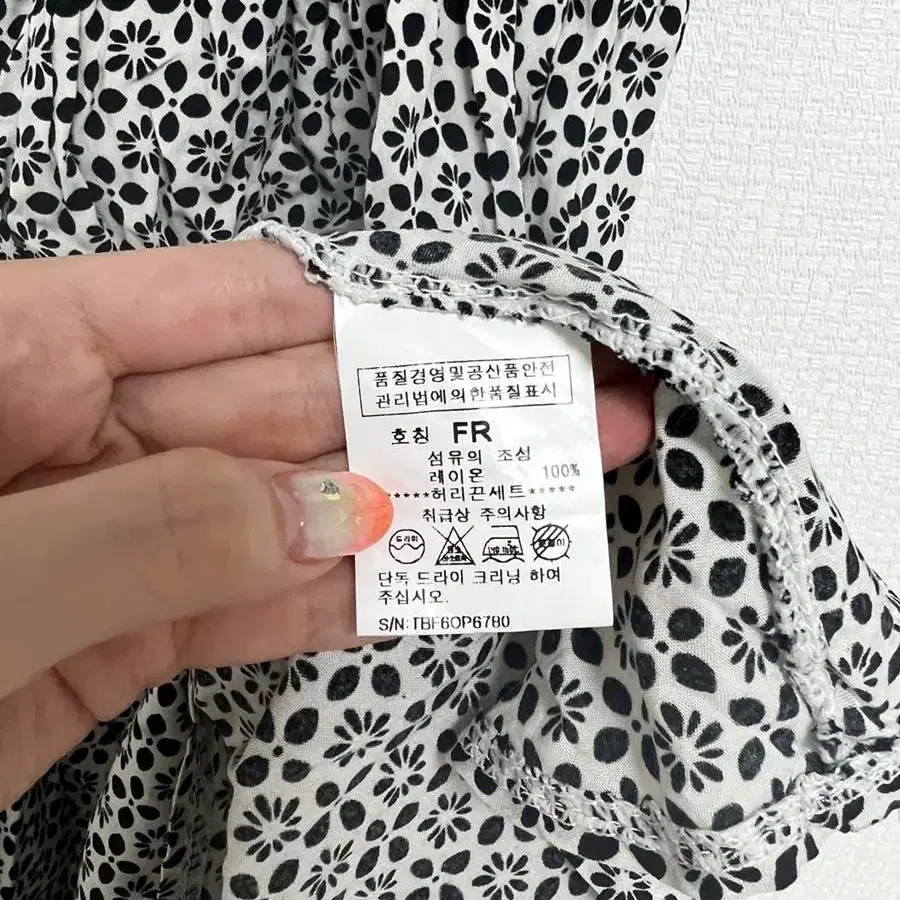 품질경영및공산품안전
관리법에의한품질표시
호칭 FR
섬유의 조성
레이온 100%
*****허리끈세트*****
취급상 주의사항
드라이
단독 드라이 크리닝 하여
주십시오.
S/N:TBF6OP6780